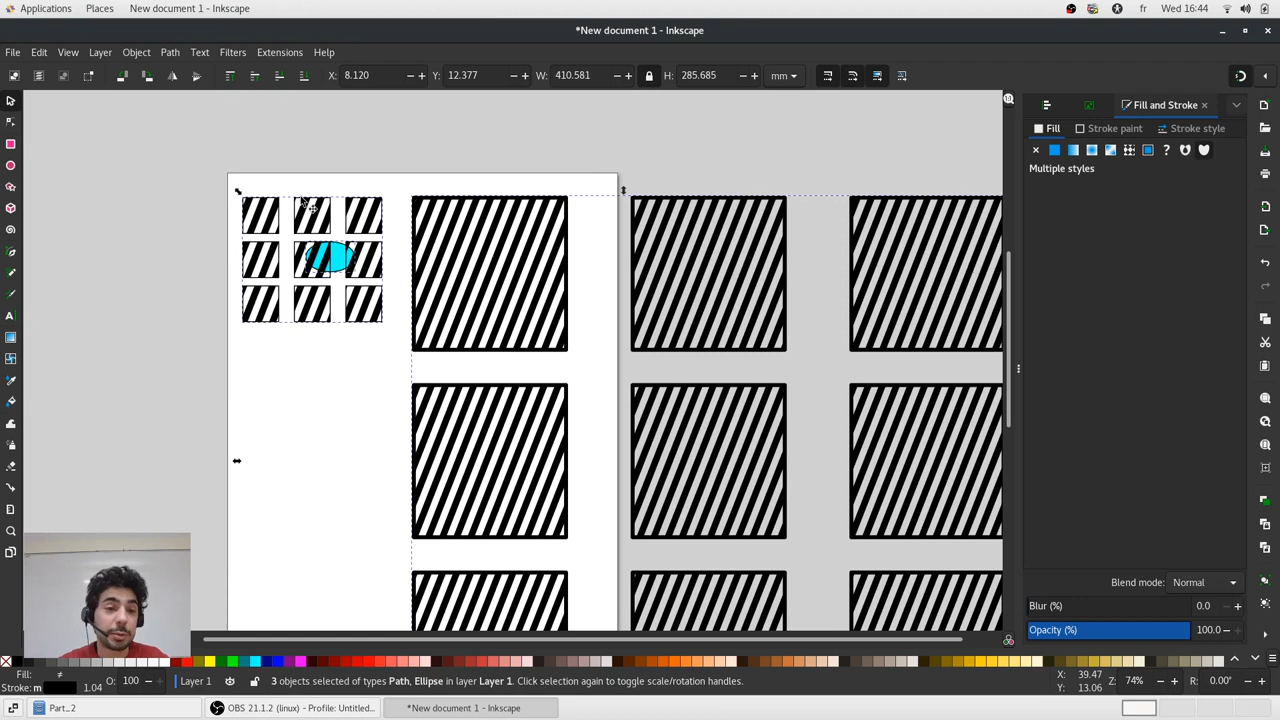 Applications Places New document 1 - Inkscape fr Wed 16:44
*New document 1 - Inkscape
File Edit View Layer Object Path Text Filters Extensions Help
X: 8.120 Y: 12.377 W: 410.581 H: 285.685 mm
Fill and Stroke
Fill Stroke paint Stroke style
?
Multiple styles
Blend mode: Normal
Blur (%) 0.0
Opacity (%) 100.0
Fill: ≠
Stroke: m 1.04 O: 100 Layer 1 3 objects selected of types Path, Ellipse in layer Layer 1. Click selection again to toggle scale/rotation handles. X: 39.47 Y: 13.06 Z: 74% R: 0.00°
Part_2 OBS 21.1.2 (linux) - Profile: Untitled... *New document 1 - Inkscape